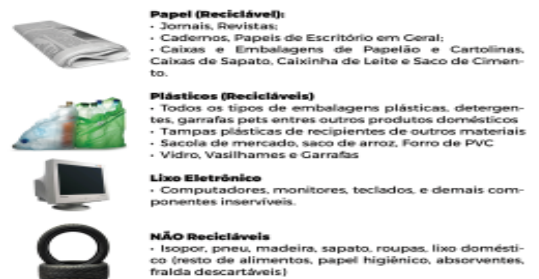 Papel (Reciclável):
• Jornais, Revistas;
• Cadernos, Papeis de Escritório em Geral;
• Caixas e Embalagens de Papelão e Cartolinas,
Caixas de Sapato, Caixinha de Leite e Saco de Cimen-
to.
Plásticos (Recicláveis)
• Todos os tipos de embalagens plásticas, detergen-
tes, garrafas pets entres outros produtos domésticos
• Tampas plásticas de recipientes de outros materiais
• Sacola de mercado, saco de arroz, Forro de PVC
• Vidro, Vasilhames e Garrafas
Lixo Eletrônico
• Computadores, monitores, teclados, e demais com-
ponentes inservíveis.
NÃO Recicláveis
• Isopor, pneu, madeira, sapato, roupas, lixo domésti-
co (resto de alimentos, papel higiênico, absorventes,
fralda descartáveis)